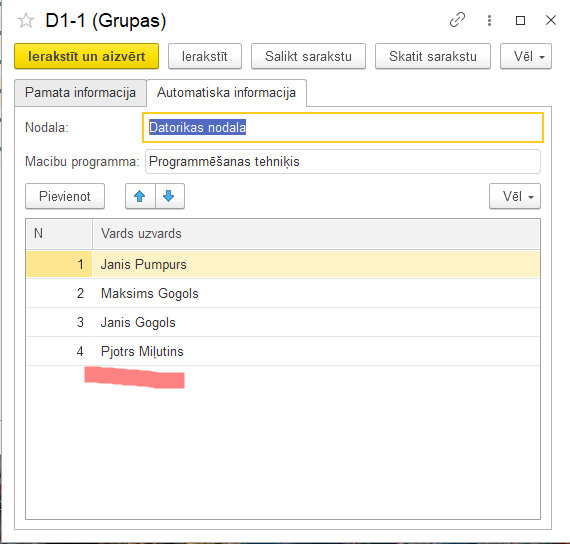 D1-1 (Grupas)
Ierakstīt un aizvērt Ierakstīt Salikt sarakstu Skatit sarakstu Vēl
Pamata informacija Automatiska informacija
Nodala: Datorikas nodala
Macibu programma: Programmēšanas tehniķis
Pievienot Vēl
N Vards uzvards
1 Janis Pumpurs
2 Maksims Gogols
3 Janis Gogols
4 Pjotrs Miļutins